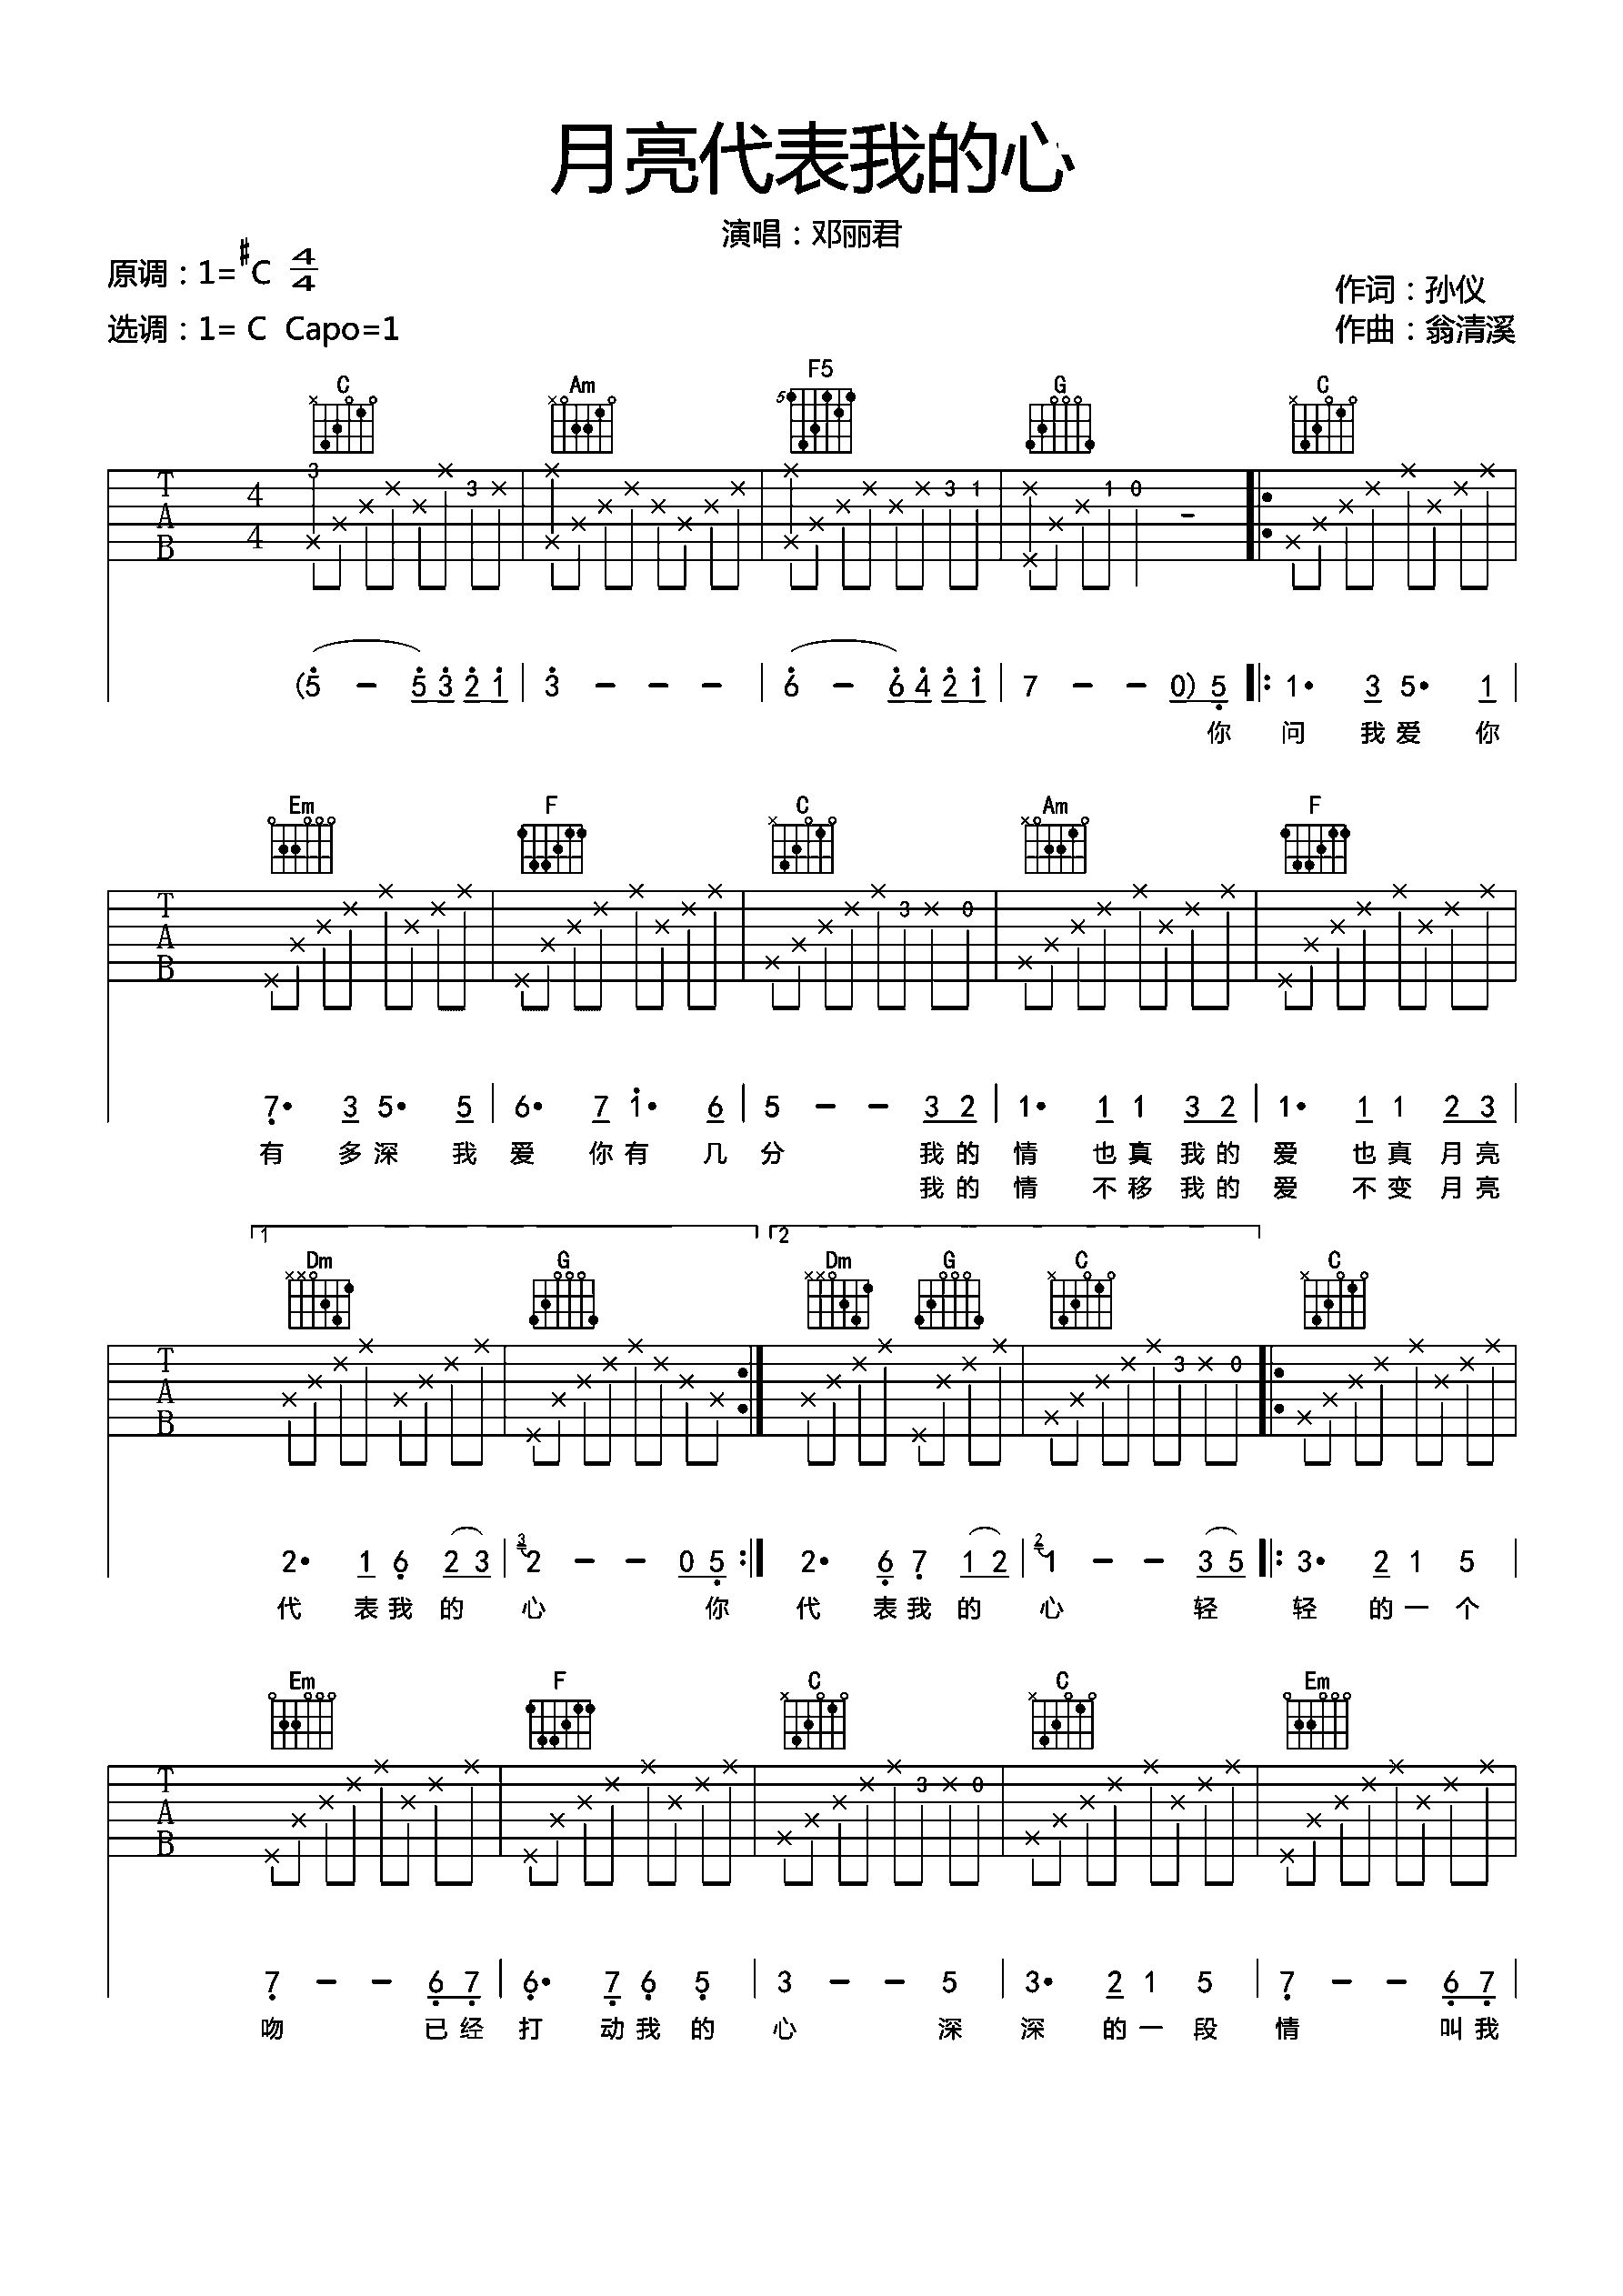 月亮代表我的心
演唱：邓丽君
原调：1=#C 4/4
作词：孙仪
选调：1= C Capo=1
作曲：翁清溪
C Am F5 G C
5
T A B 4 4 3 3 3 1 1 0
(5 - 5 3 2 1 | 3 - - - | 6 - 6 4 2 1 | 7 - - 0) 5 |: 1· 3 5· 1 |
你 问 我 爱 你
Em F C Am F
T A B 3 0
7· 3 5· 5 | 6· 7 1· 6 | 5 - - 3 2 | 1· 1 1 3 2 | 1· 1 1 2 3 |
有 多 深 我 爱 你 有 几 分 我 的 情 也 真 我 的 爱 也 真 月 亮
我 的 情 不 移 我 的 爱 不 变 月 亮
1 2
Dm G Dm G C C
T A B 3 0
2· 1 6 2 3 | 3 2 - - 0 5 :| 2· 6 7 1 2 | 2 1 - - 3 5 |: 3· 2 1 5 |
代 表 我 的 心 你 代 表 我 的 心 轻 轻 的 一 个
Em F C C Em
T A B 3 0
7 - - 6 7 | 6· 7 6 5 | 3 - - 5 | 3· 2 1 5 | 7 - - 6 7 |
吻 已 经 打 动 我 的 心 深 深 的 一 段 情 叫 我